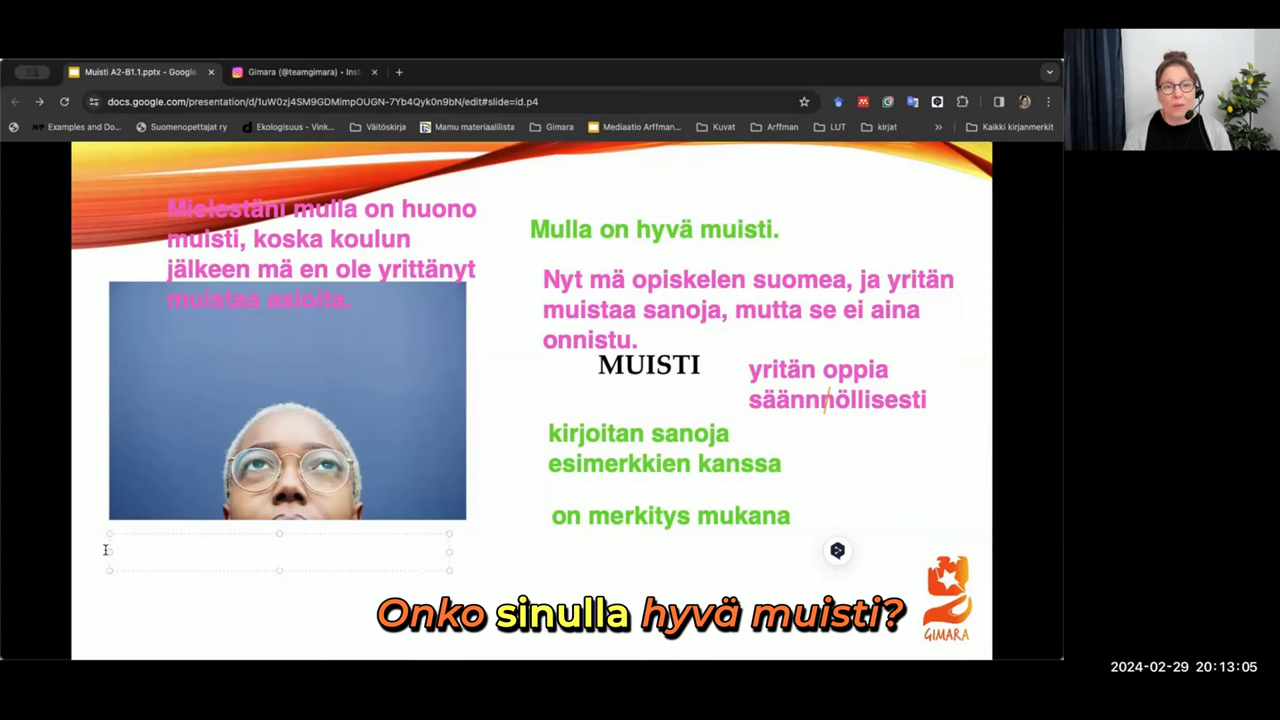 Muisti A2-B1.1.pptx - Google
Gimara (@teamgimara) • Inst
docs.google.com/presentation/d/1uW0zj4SM9GDMimpOUGN-7Yb4Qyk0n9bN/edit#slide=id.p4
Examples and Do...
Suomenopettajat ry
Ekologisuus - Vink...
Väitöskirja
Mamu materiaalilista
Gimara
Mediaatio Arffman...
Kuvat
Arffman
LUT
kirjat
»
Kaikki kirjanmerkit
Mielestäni mulla on huono
muisti, koska koulun
jälkeen mä en ole yrittänyt
muistaa asioita.
Mulla on hyvä muisti.
Nyt mä opiskelen suomea, ja yritän
muistaa sanoja, mutta se ei aina
onnistu.
MUISTI
yritän oppia
säännnnöllisesti
kirjoitan sanoja
esimerkkien kanssa
on merkitys mukana
GIMARA
Onko sinulla hyvä muisti?
2024-02-29 20:13:05